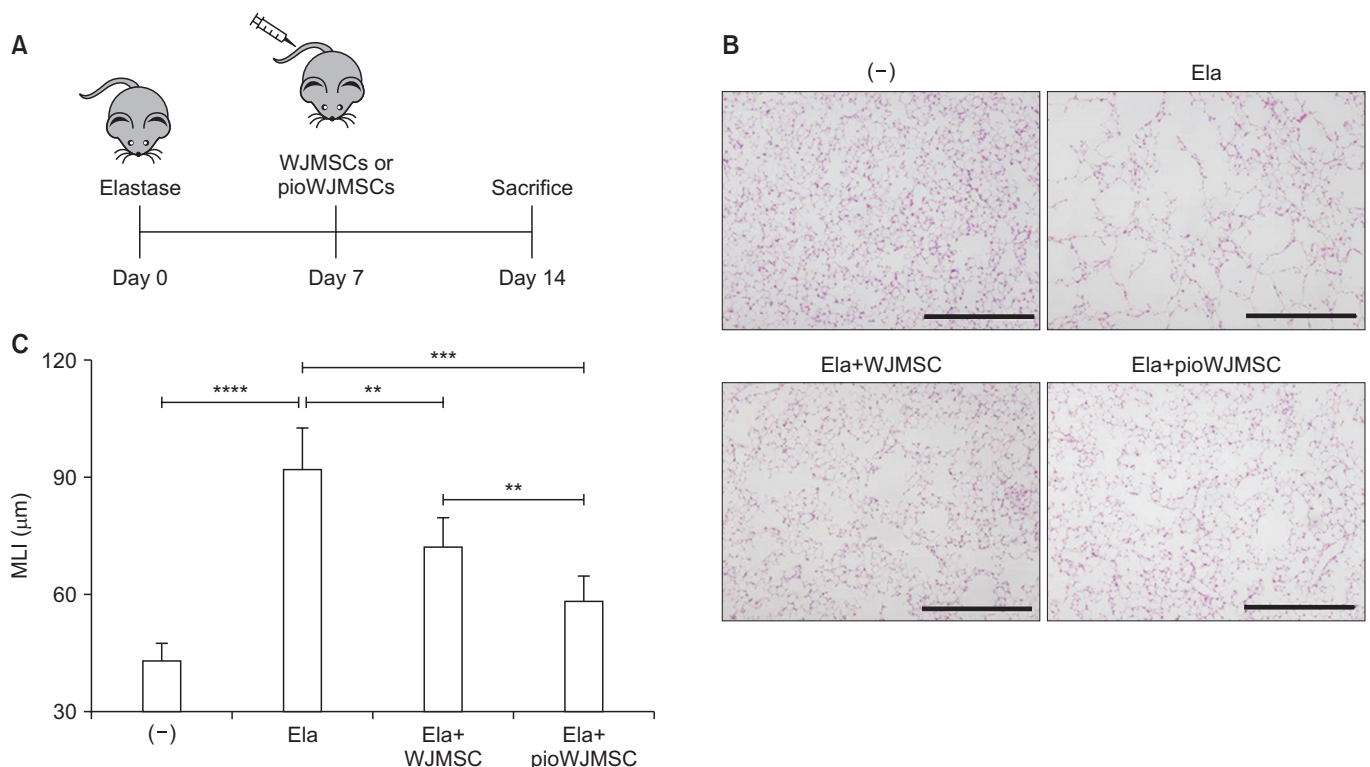 A
WJMSCs or
pioWJMSCs
Elastase
Sacrifice
Day 0
Day 7
Day 14
B
(−)
Ela
Ela+WJMSC
Ela+pioWJMSC
C
MLI (μm)
120
90
60
30
****
**
***
**
(−)
Ela
Ela+
WJMSC
Ela+
pioWJMSC